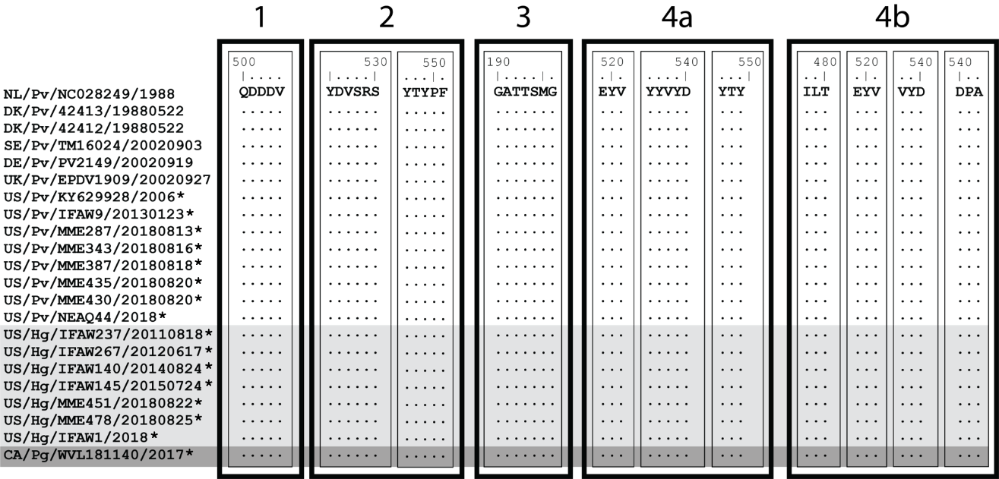 1 2 3 4a 4b
500 530 550 190 520 540 550 480 520 540 540
NL/Pv/NC028249/1988 QDDDV YDVSRS YTYPF GATTSMG EYV YYVYD YTY ILT EYV VYD DPA
DK/Pv/42413/19880522 ..... ...... ..... ....... ... ..... ... ... ... ... ...
DK/Pv/42412/19880522 ..... ...... ..... ....... ... ..... ... ... ... ... ...
SE/Pv/TM16024/20020903 ..... ...... ..... ....... ... ..... ... ... ... ... ...
DE/Pv/PV2149/20020919 ..... ...... ..... ....... ... ..... ... ... ... ... ...
UK/Pv/EPDV1909/20020927 ..... ...... ..... ....... ... ..... ... ... ... ... ...
US/Pv/KY629928/2006* ..... ...... ..... ....... ... ..... ... ... ... ... ...
US/Pv/IFAW9/20130123* ..... ...... ..... ....... ... ..... ... ... ... ... ...
US/Pv/MME287/20180813* ..... ...... ..... ....... ... ..... ... ... ... ... ...
US/Pv/MME343/20180816* ..... ...... ..... ....... ... ..... ... ... ... ... ...
US/Pv/MME387/20180818* ..... ...... ..... ....... ... ..... ... ... ... ... ...
US/Pv/MME435/20180820* ..... ...... ..... ....... ... ..... ... ... ... ... ...
US/Pv/MME430/20180820* ..... ...... ..... ....... ... ..... ... ... ... ... ...
US/Pv/NEAQ44/2018* ..... ...... ..... ....... ... ..... ... ... ... ... ...
US/Hg/IFAW237/20110818* ..... ...... ..... ....... ... ..... ... ... ... ... ...
US/Hg/IFAW267/20120617* ..... ...... ..... ....... ... ..... ... ... ... ... ...
US/Hg/IFAW140/20140824* ..... ...... ..... ....... ... ..... ... ... ... ... ...
US/Hg/IFAW145/20150724* ..... ...... ..... ....... ... ..... ... ... ... ... ...
US/Hg/MME451/20180822* ..... ...... ..... ....... ... ..... ... ... ... ... ...
US/Hg/MME478/20180825* ..... ...... ..... ....... ... ..... ... ... ... ... ...
US/Hg/IFAW1/2018* ..... ...... ..... ....... ... ..... ... ... ... ... ...
CA/Pg/WVL181140/2017* ..... ...... ..... ....... ... ..... ... ... ... ... ...